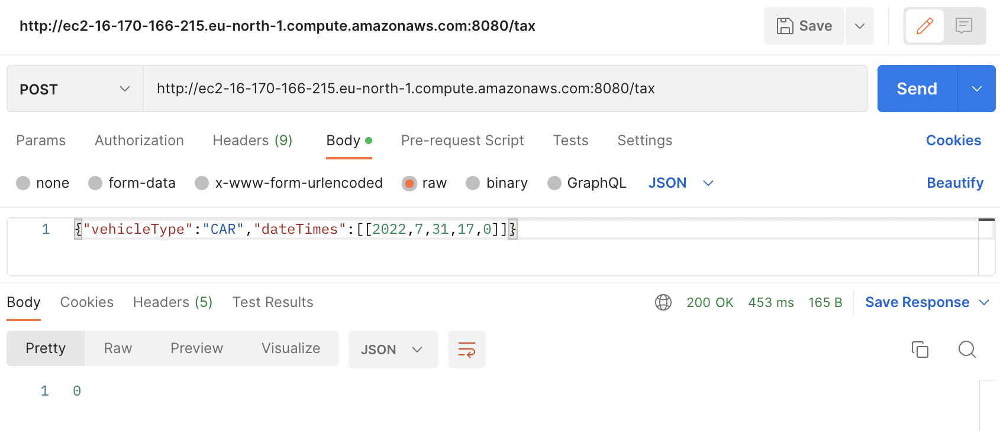 http://ec2-16-170-166-215.eu-north-1.compute.amazonaws.com:8080/tax Save
POST http://ec2-16-170-166-215.eu-north-1.compute.amazonaws.com:8080/tax Send
Params Authorization Headers (9) Body Pre-request Script Tests Settings Cookies
none form-data x-www-form-urlencoded raw binary GraphQL JSON Beautify
1 {"vehicleType":"CAR","dateTimes":[[2022,7,31,17,0]]}
Body Cookies Headers (5) Test Results 200 OK 453 ms 165 B Save Response
Pretty Raw Preview Visualize JSON
1 0